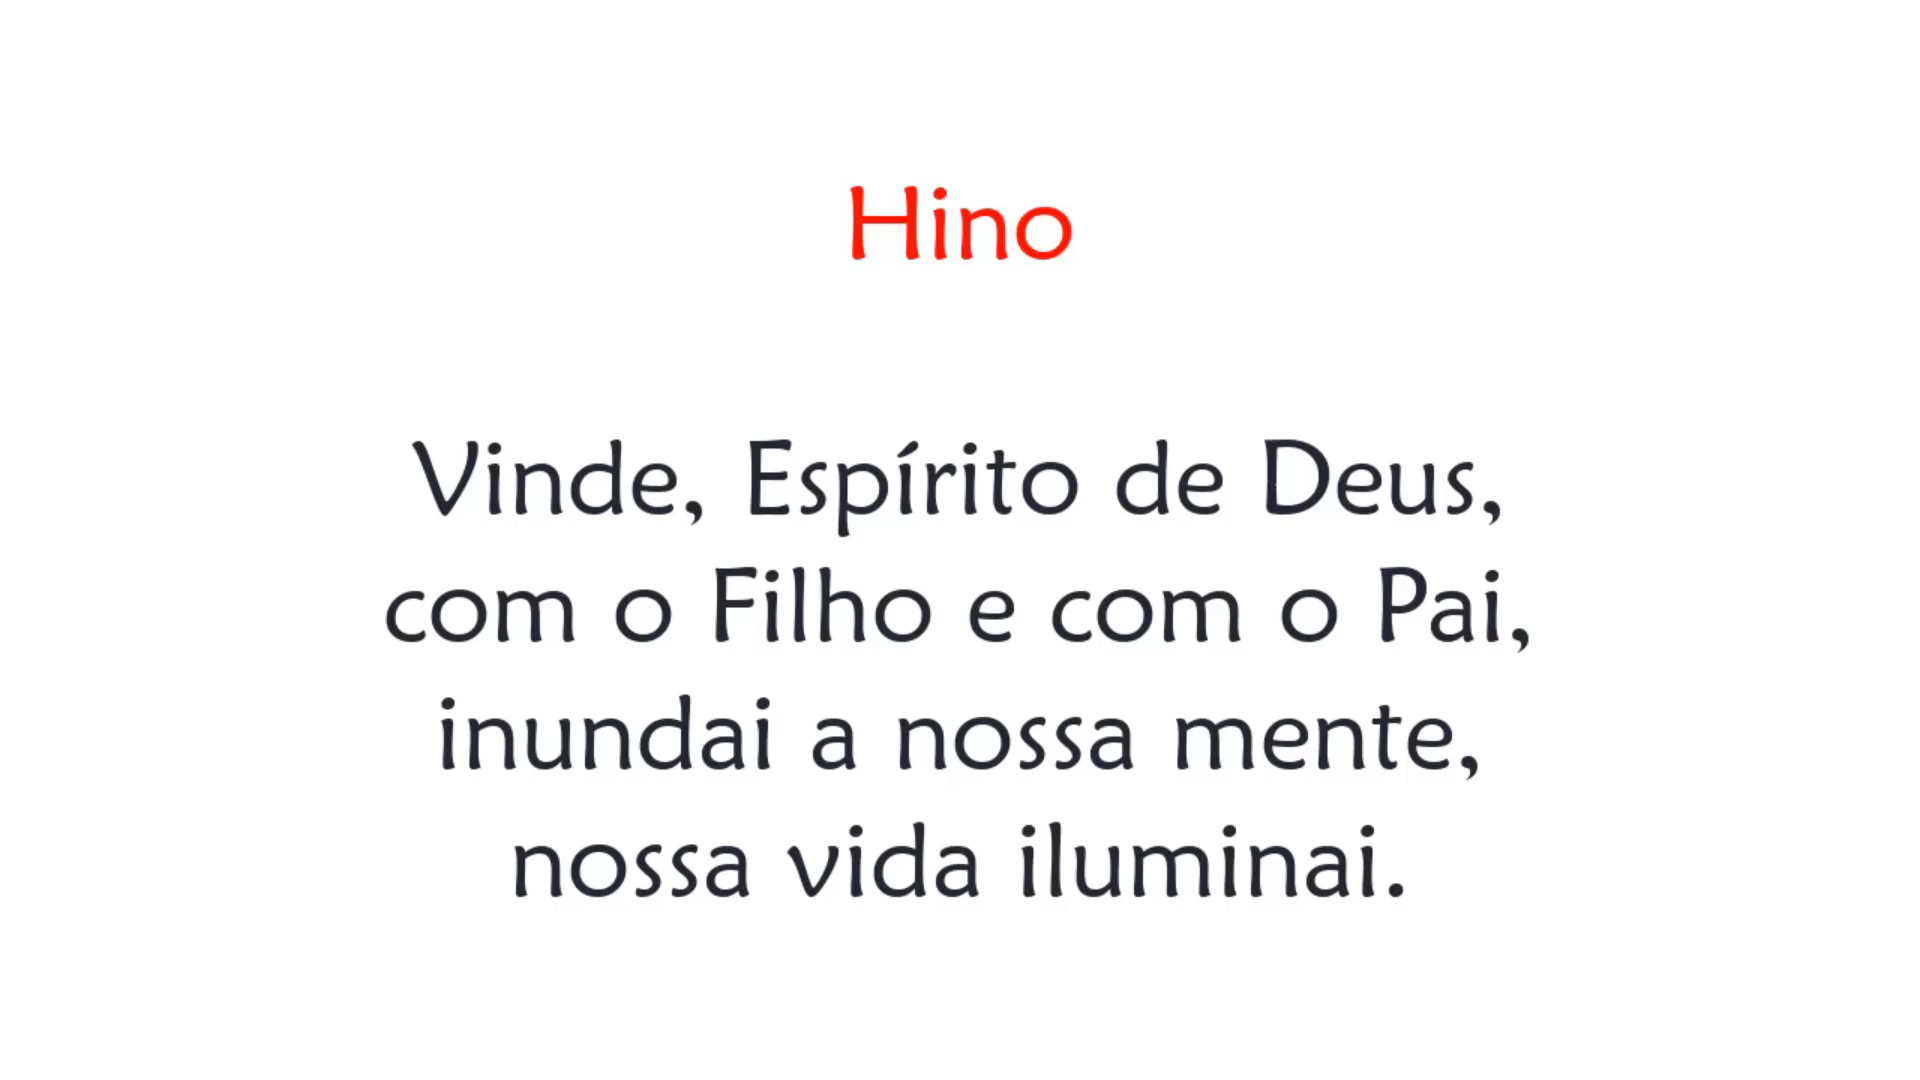 Hino
Vinde, Espírito de Deus,
com o Filho e com o Pai,
inundai a nossa mente,
nossa vida iluminai.